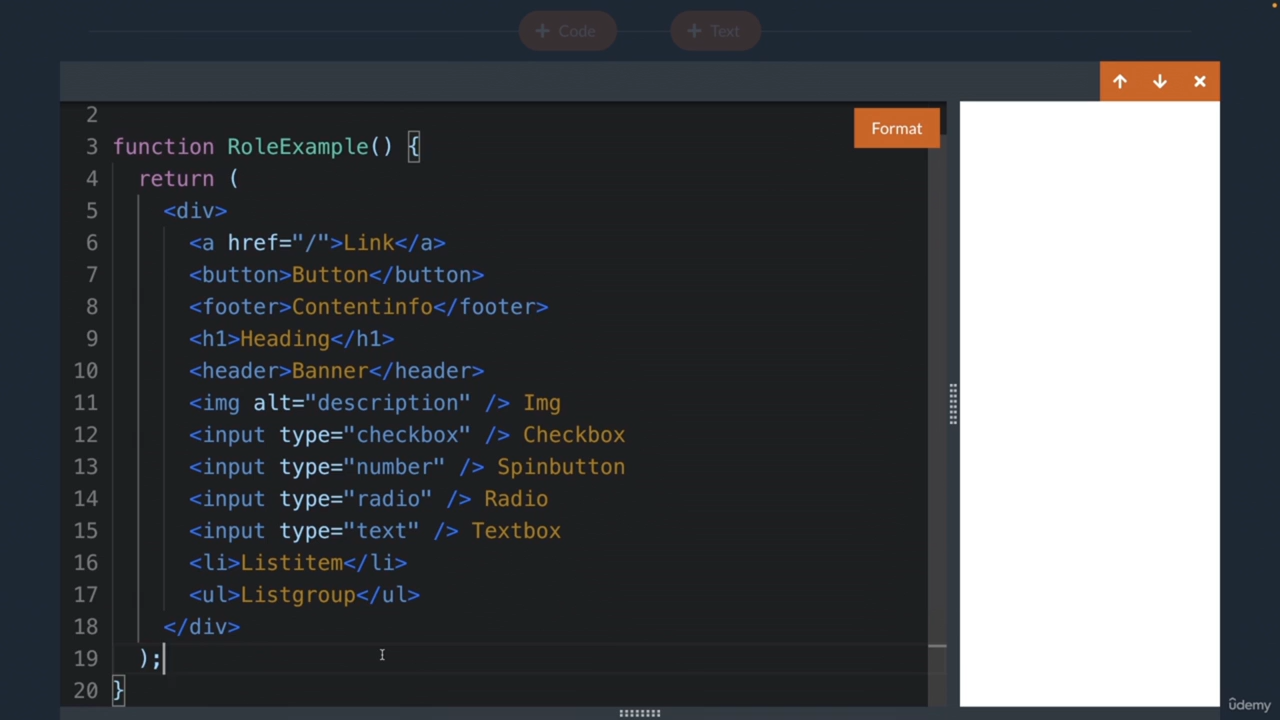 + Code + Text
Format
2
3 function RoleExample() {
4 return (
5 <div>
6 <a href="/">Link</a>
7 <button>Button</button>
8 <footer>Contentinfo</footer>
9 <h1>Heading</h1>
10 <header>Banner</header>
11 <img alt="description" /> Img
12 <input type="checkbox" /> Checkbox
13 <input type="number" /> Spinbutton
14 <input type="radio" /> Radio
15 <input type="text" /> Textbox
16 <li>Listitem</li>
17 <ul>Listgroup</ul>
18 </div>
19 );
20 }
ûdemy